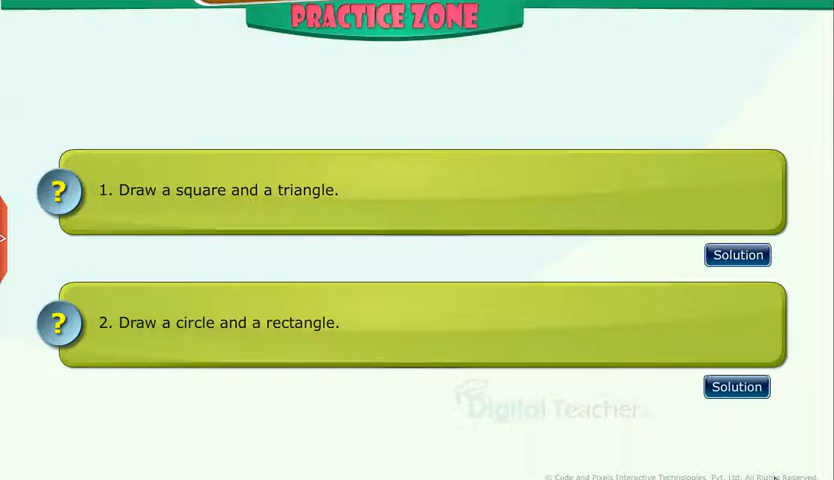 PRACTICE ZONE
? 1. Draw a square and a triangle.
Solution
? 2. Draw a circle and a rectangle.
Solution
Digital Teacher
© Code and Pixels Interactive Technologies, Pvt. Ltd. All Rights Reserved.